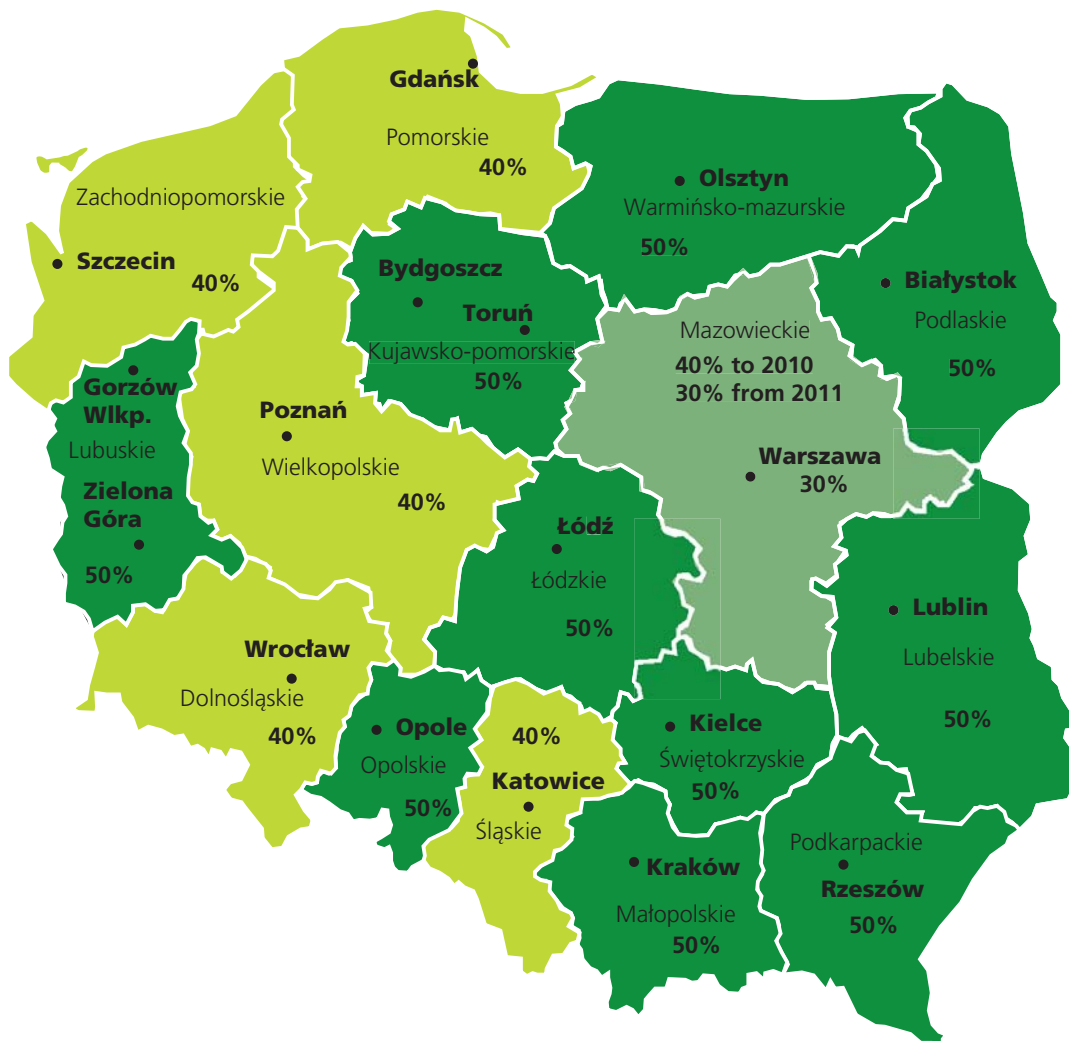 Gdańsk
Pomorskie
40%
Zachodniopomorskie
Szczecin
40%
Olsztyn
Warmińsko-mazurskie
50%
Bydgoszcz
Toruń
Kujawsko-pomorskie
50%
Białystok
Podlaskie
50%
Mazowieckie
40% to 2010
30% from 2011
Warszawa
30%
Gorzów
Wlkp.
Lubuskie
Zielona
Góra
50%
Poznań
Wielkopolskie
40%
Łódź
Łódzkie
50%
Lublin
Lubelskie
50%
Wrocław
Dolnośląskie
40%
Opole
Opolskie
50%
40%
Katowice
Śląskie
Kielce
Świętokrzyskie
50%
Kraków
Małopolskie
50%
Podkarpackie
Rzeszów
50%